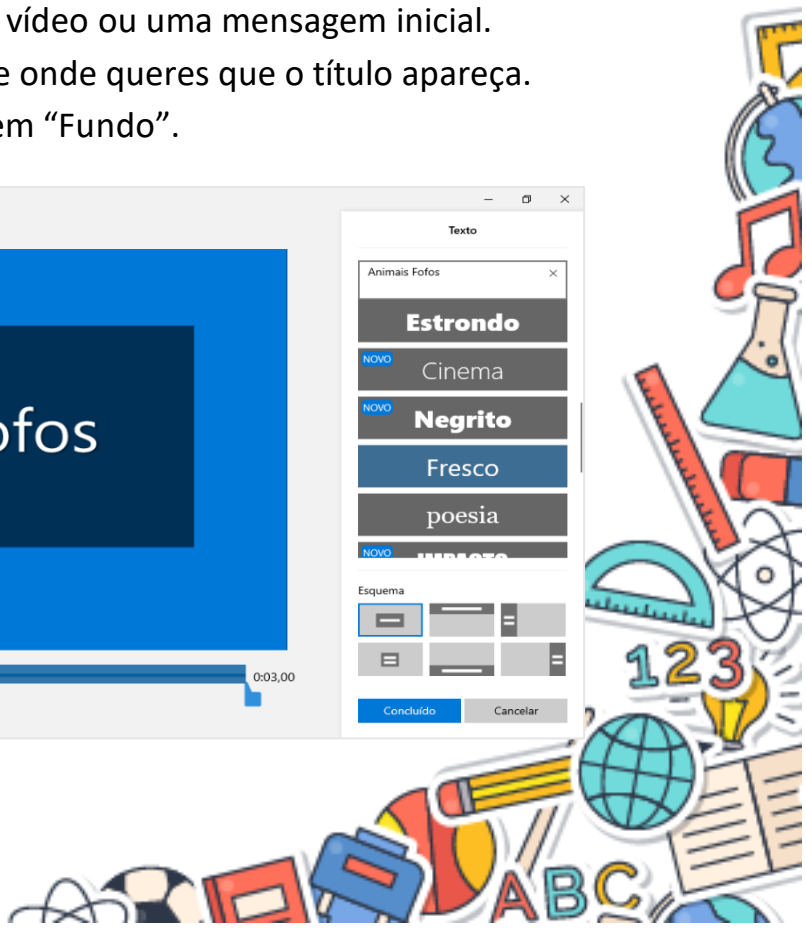 vídeo ou uma mensagem inicial.
e onde queres que o título apareça.
em “Fundo”.
Texto
Animais Fofos
Estrondo
NOVO
Cinema
NOVO
Negrito
Fresco
poesia
NOVO
ofos
Esquema
0:03,00
Concluído
Cancelar
123
ABC